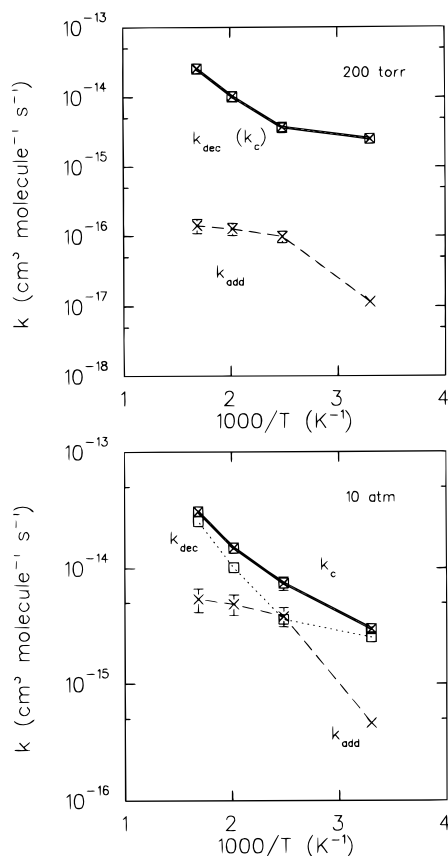 10⁻¹³
200 torr
10⁻¹⁴
k_dec (k_c)
10⁻¹⁵
10⁻¹⁶
k_add
10⁻¹⁷
10⁻¹⁸
k (cm³ molecule⁻¹ s⁻¹)
1 2 3 4
1000/T (K⁻¹)
10⁻¹³
10 atm
k_dec
k_c
10⁻¹⁴
10⁻¹⁵
k_add
10⁻¹⁶
k (cm³ molecule⁻¹ s⁻¹)
1 2 3 4
1000/T (K⁻¹)